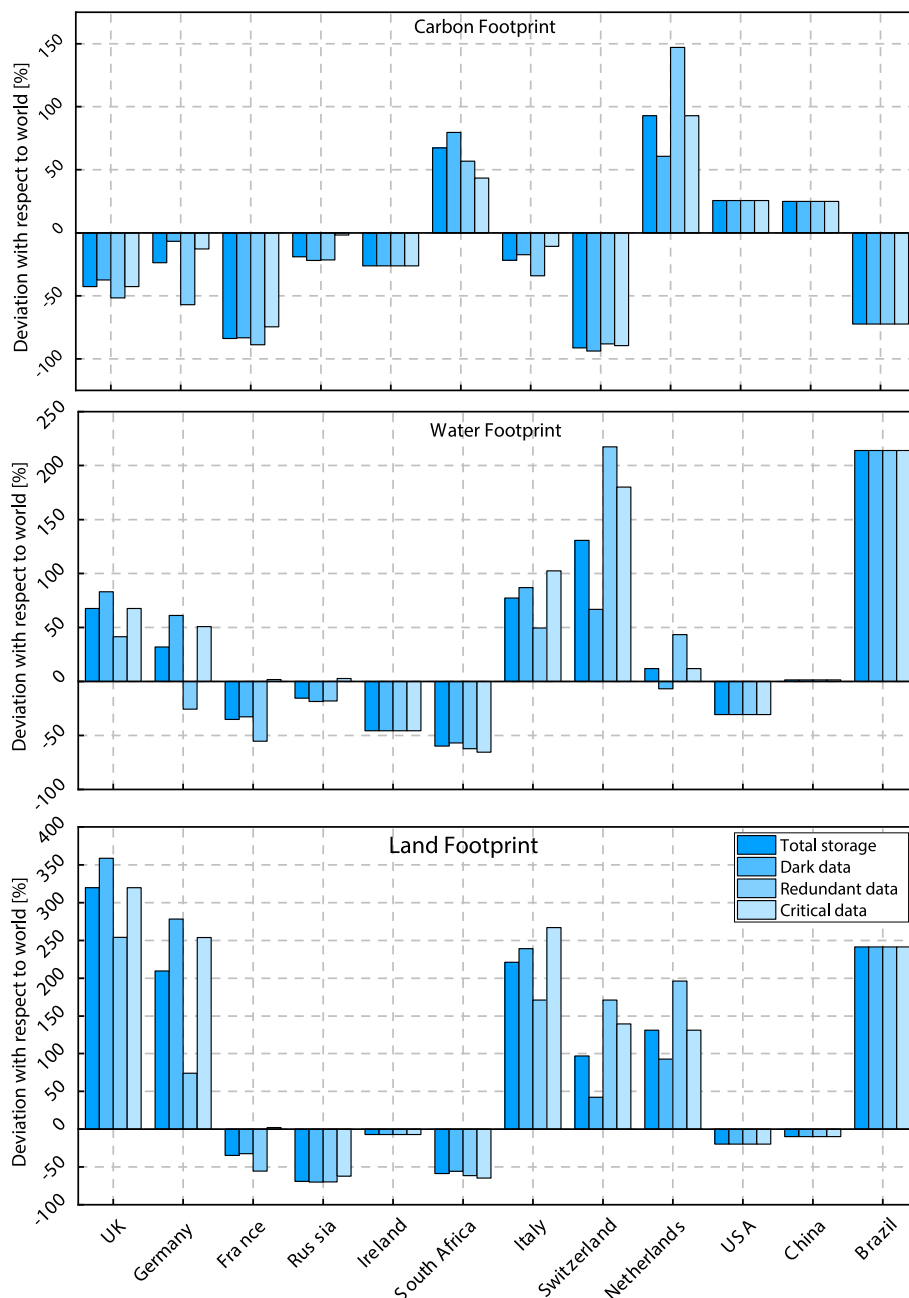 Carbon Footprint
Deviation with respect to world [%]
150
100
50
0
-50
-100
Water Footprint
Deviation with respect to world [%]
250
200
150
100
50
0
-50
-100
Land Footprint
Deviation with respect to world [%]
400
350
300
250
200
150
100
50
0
-50
-100
Total storage
Dark data
Redundant data
Critical data
UK
Germany
France
Russia
Ireland
South Africa
Italy
Switzerland
Netherlands
USA
China
Brazil